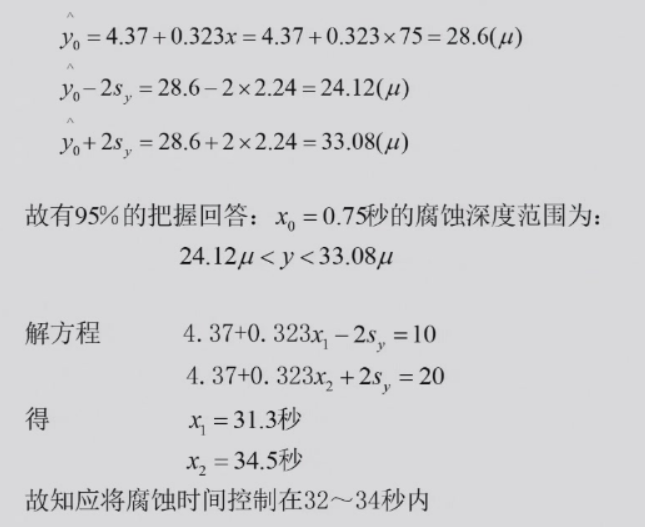 ŷ₀ = 4.37 + 0.323x = 4.37 + 0.323 × 75 = 28.6(μ)
ŷ₀ − 2s_y = 28.6 − 2 × 2.24 = 24.12(μ)
ŷ₀ + 2s_y = 28.6 + 2 × 2.24 = 33.08(μ)
故有95%的把握回答：x₀ = 0.75秒的腐蚀深度范围为：
24.12μ < y < 33.08μ
解方程 4.37+0.323x₁ − 2s_y = 10
4.37+0.323x₂ + 2s_y = 20
得 x₁ = 31.3秒
x₂ = 34.5秒
故知应将腐蚀时间控制在32～34秒内